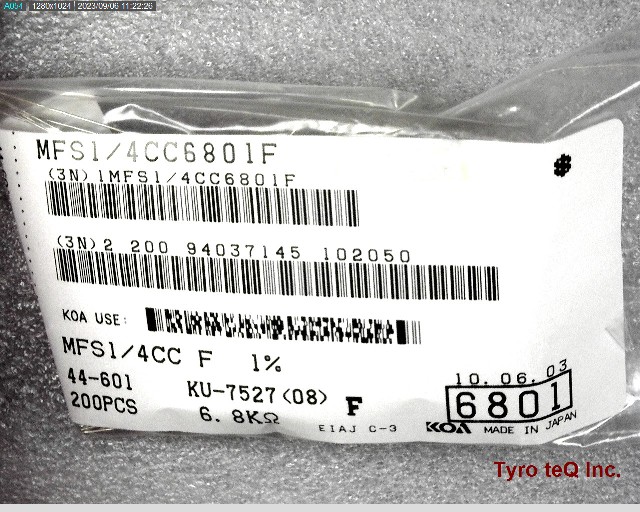 A054 1280x1024 2023/09/06 11:22:26
MFS1/4CC6801F
#
(3N)1MFS1/4CC6801F
(3N)2 200 94037145 102050
KOA USE:
MFS1/4CC F 1%
44-601 KU-7527(08)
200PCS 6.8KΩ F
EIAJ C-3
10.06.03
6801
KOA MADE IN JAPAN
Tyro teQ Inc.